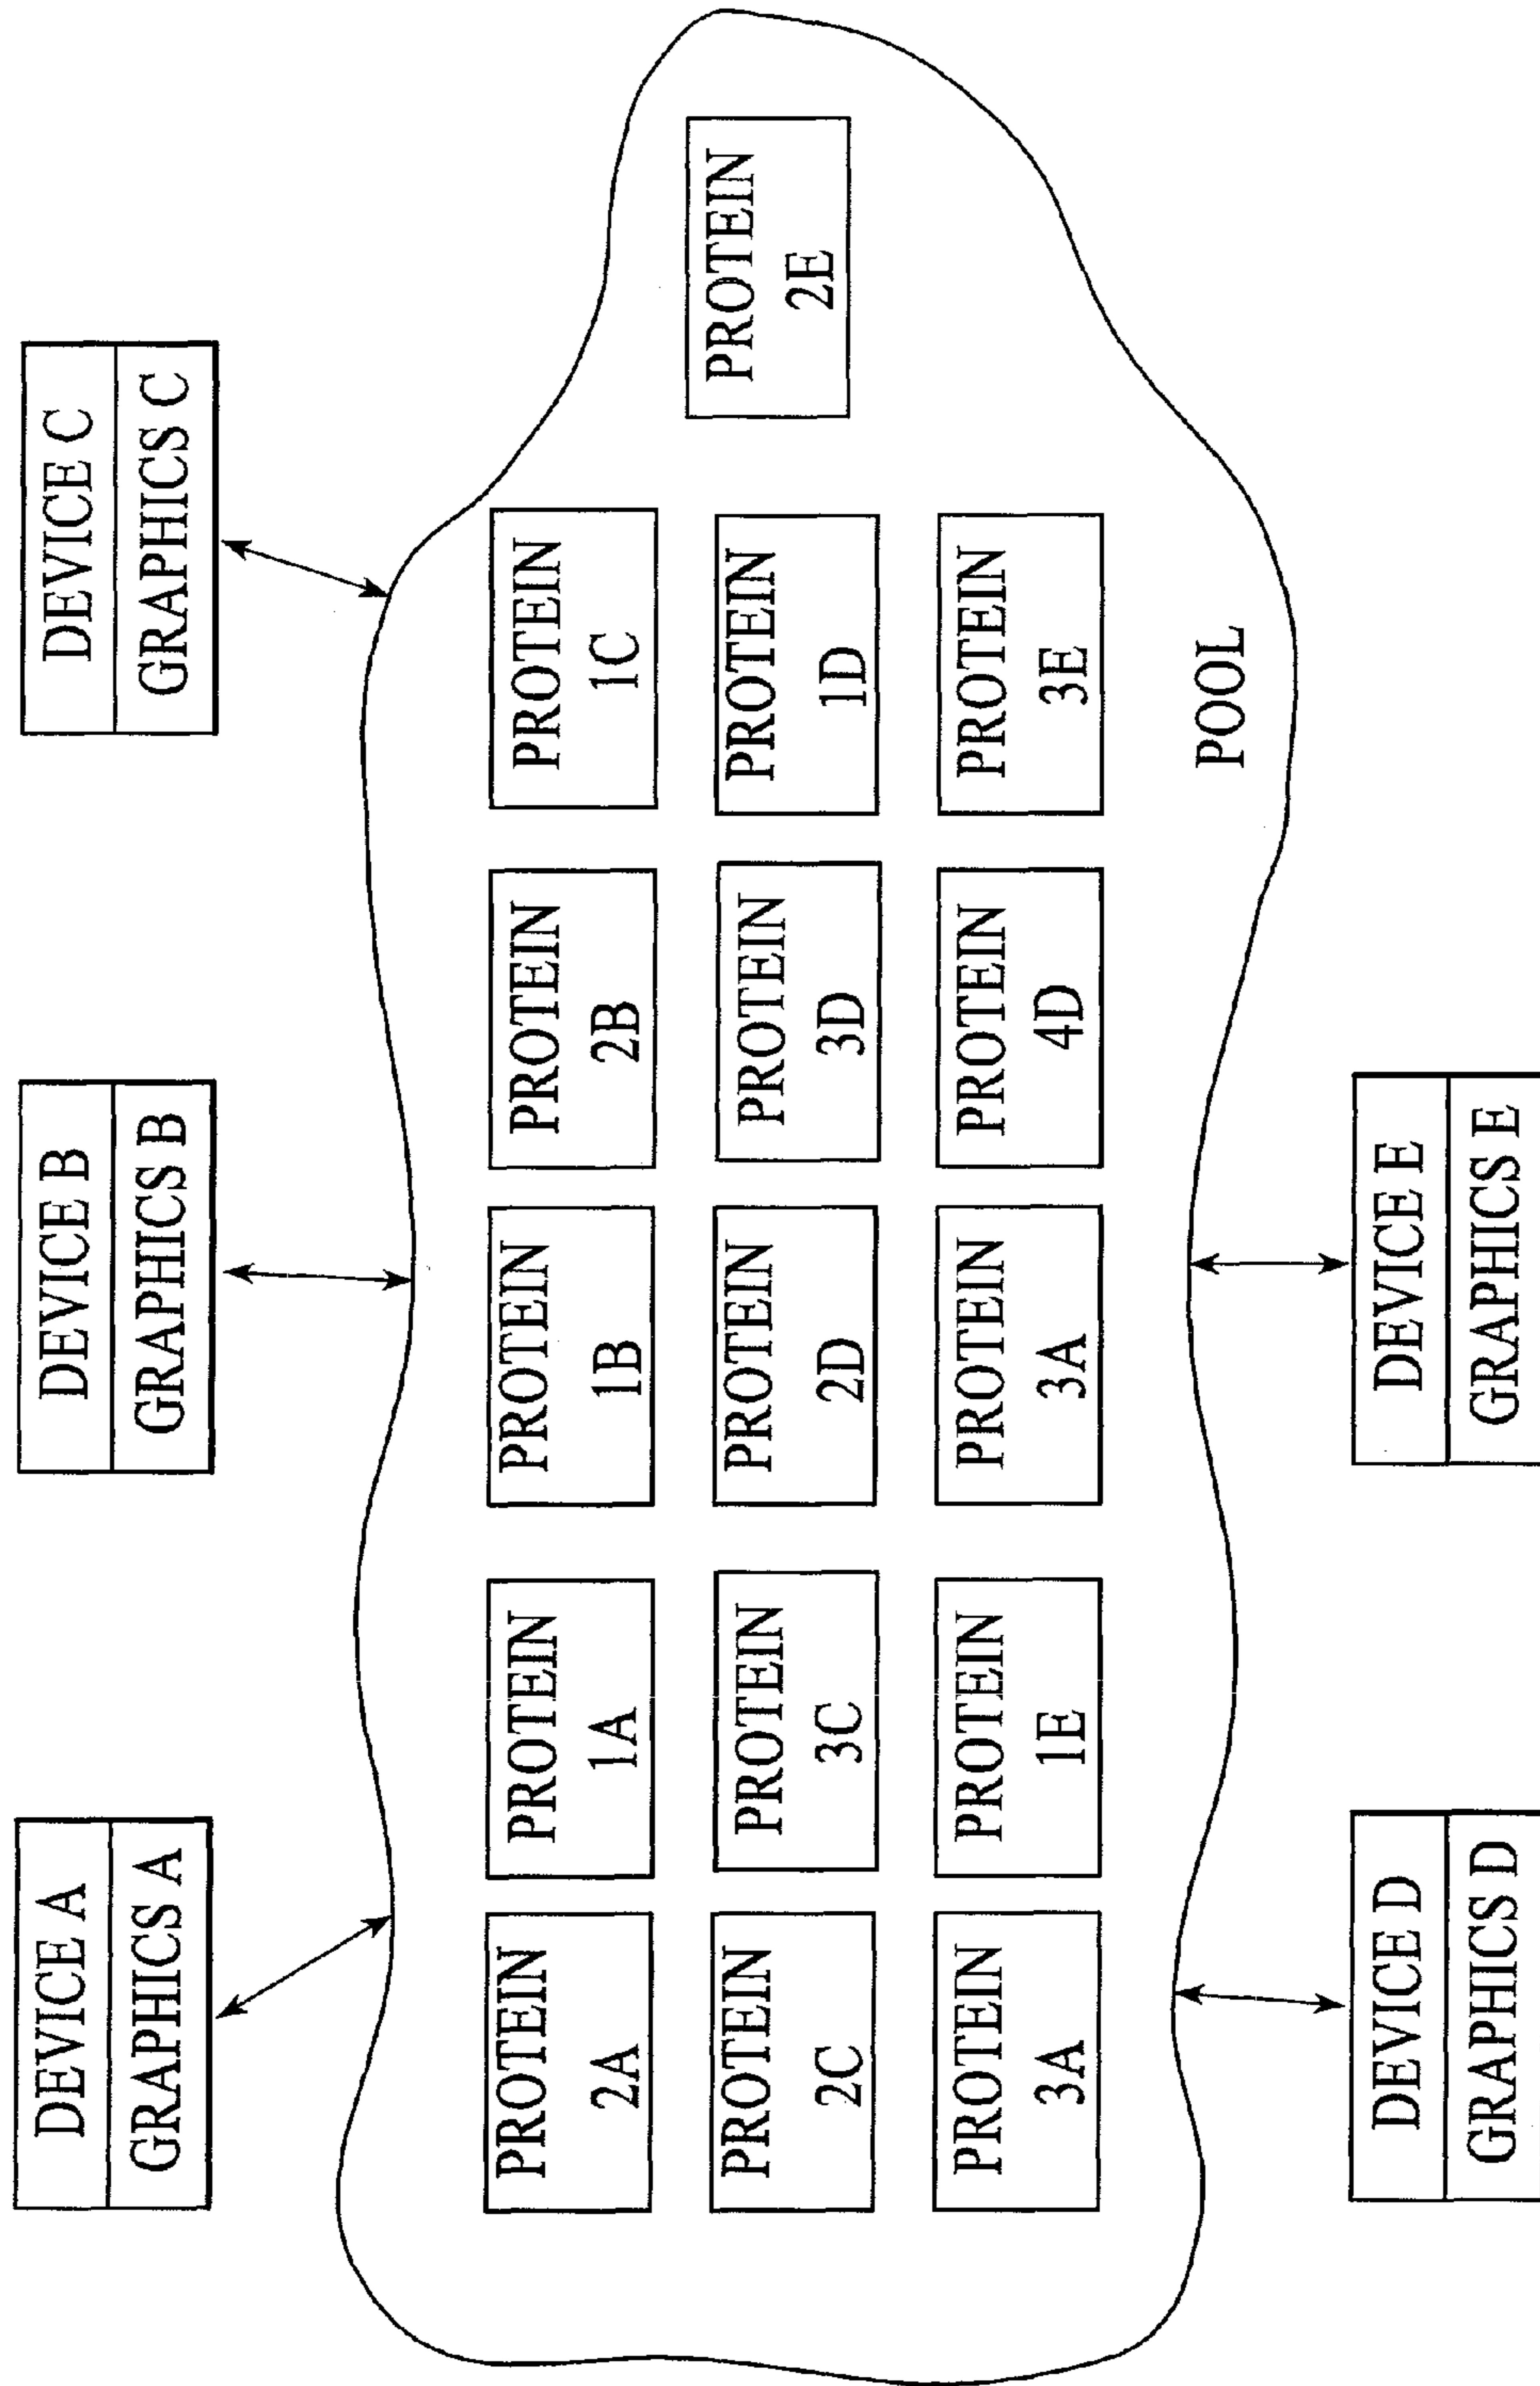 DEVICE A
GRAPHICS A
DEVICE B
GRAPHICS B
DEVICE C
GRAPHICS C
PROTEIN
2A
PROTEIN
1A
PROTEIN
1B
PROTEIN
2B
PROTEIN
1C
PROTEIN
2C
PROTEIN
3C
PROTEIN
2D
PROTEIN
3D
PROTEIN
1D
PROTEIN
2E
PROTEIN
3A
PROTEIN
1E
PROTEIN
3A
PROTEIN
4D
PROTEIN
3E
POOL
DEVICE D
GRAPHICS D
DEVICE E
GRAPHICS E